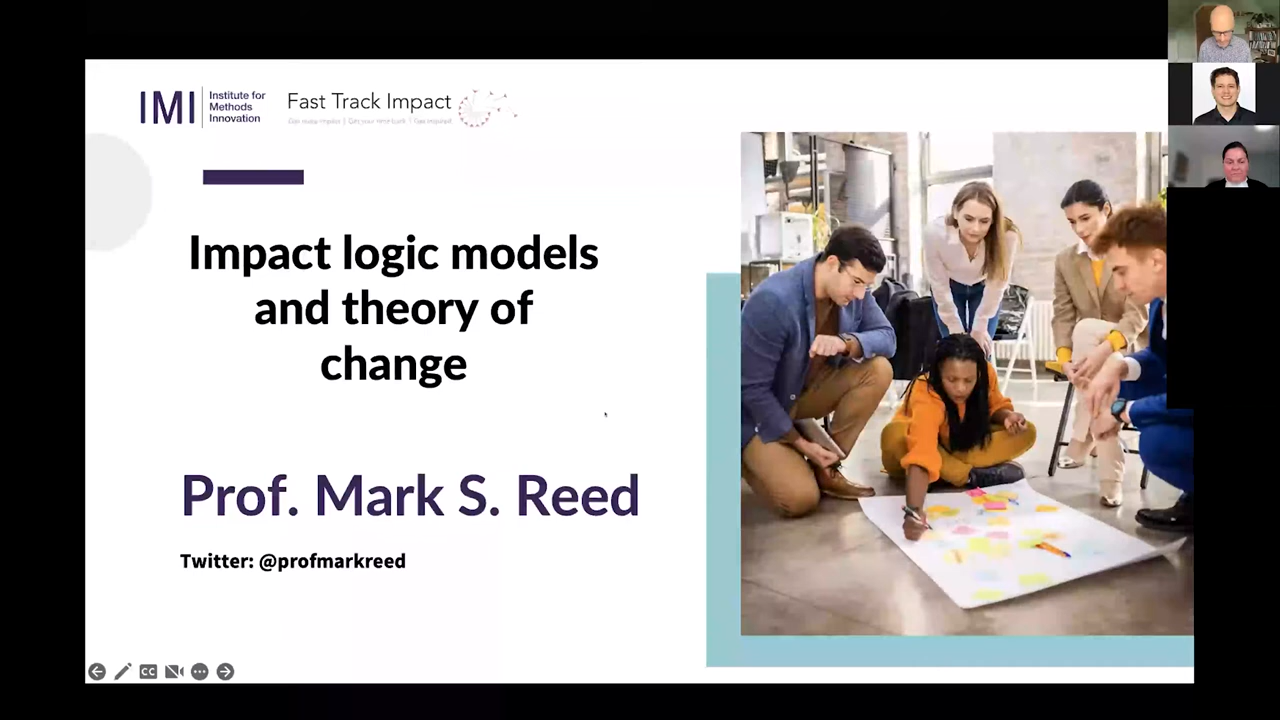 IMI
Institute for
Methods
Innovation
Fast Track Impact
Impact logic models
and theory of
change
Prof. Mark S. Reed
Twitter: @profmarkreed
CC